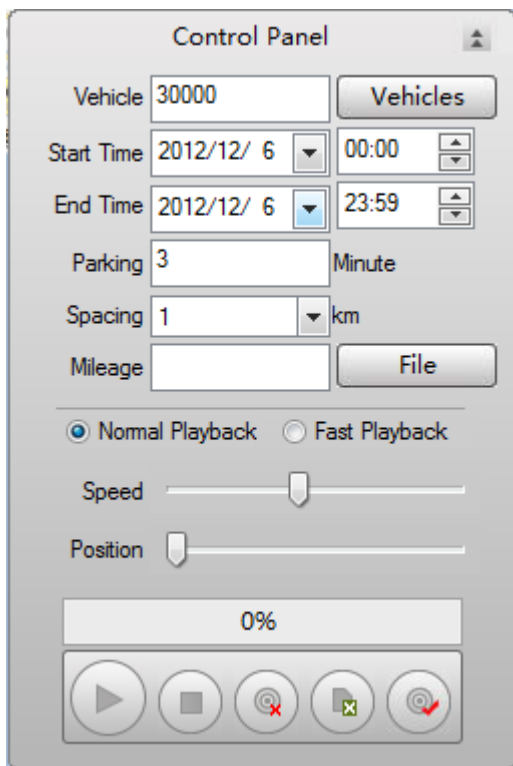 Control Panel
Vehicle 30000 Vehicles
Start Time 2012/12/ 6 00:00
End Time 2012/12/ 6 23:59
Parking 3 Minute
Spacing 1 km
Mileage File
Normal Playback Fast Playback
Speed
Position
0%